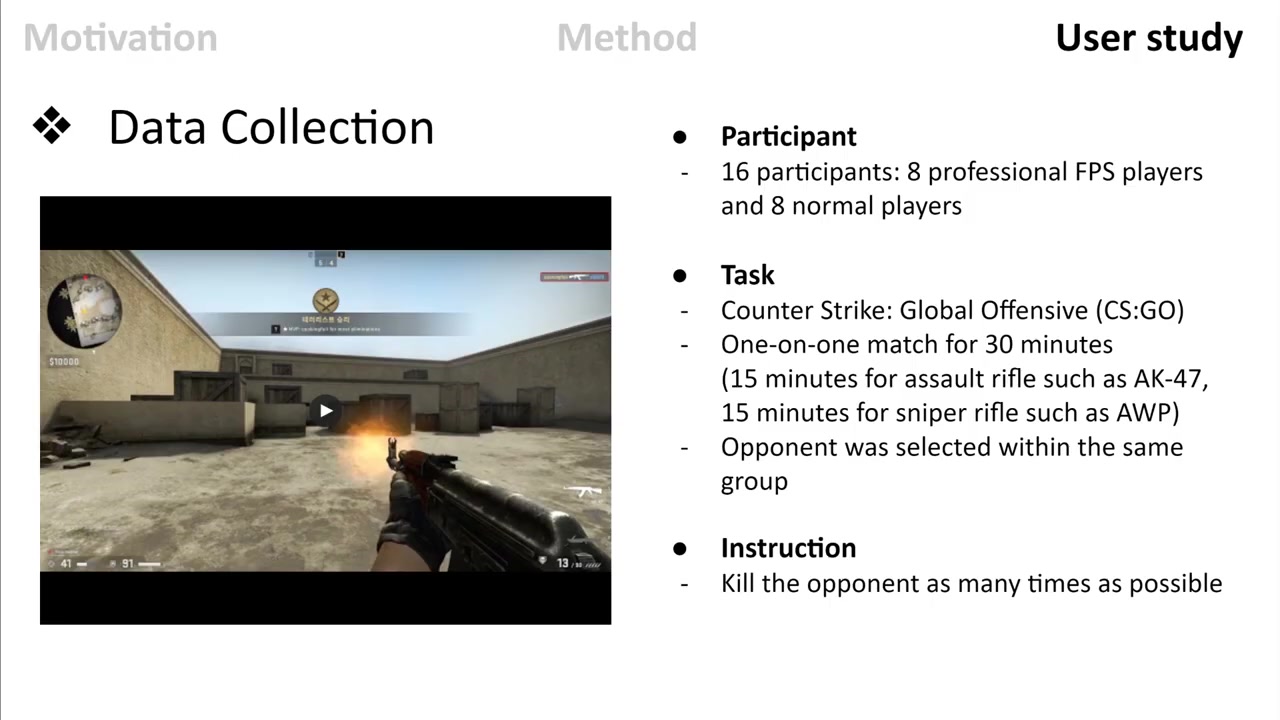 Motivation
Method
User study
❖ Data Collection
5 4
테러리스트 승리
$10000
41
91
13
● Participant
- 16 participants: 8 professional FPS players
and 8 normal players
● Task
- Counter Strike: Global Offensive (CS:GO)
- One-on-one match for 30 minutes
(15 minutes for assault rifle such as AK-47,
15 minutes for sniper rifle such as AWP)
- Opponent was selected within the same
group
● Instruction
- Kill the opponent as many times as possible